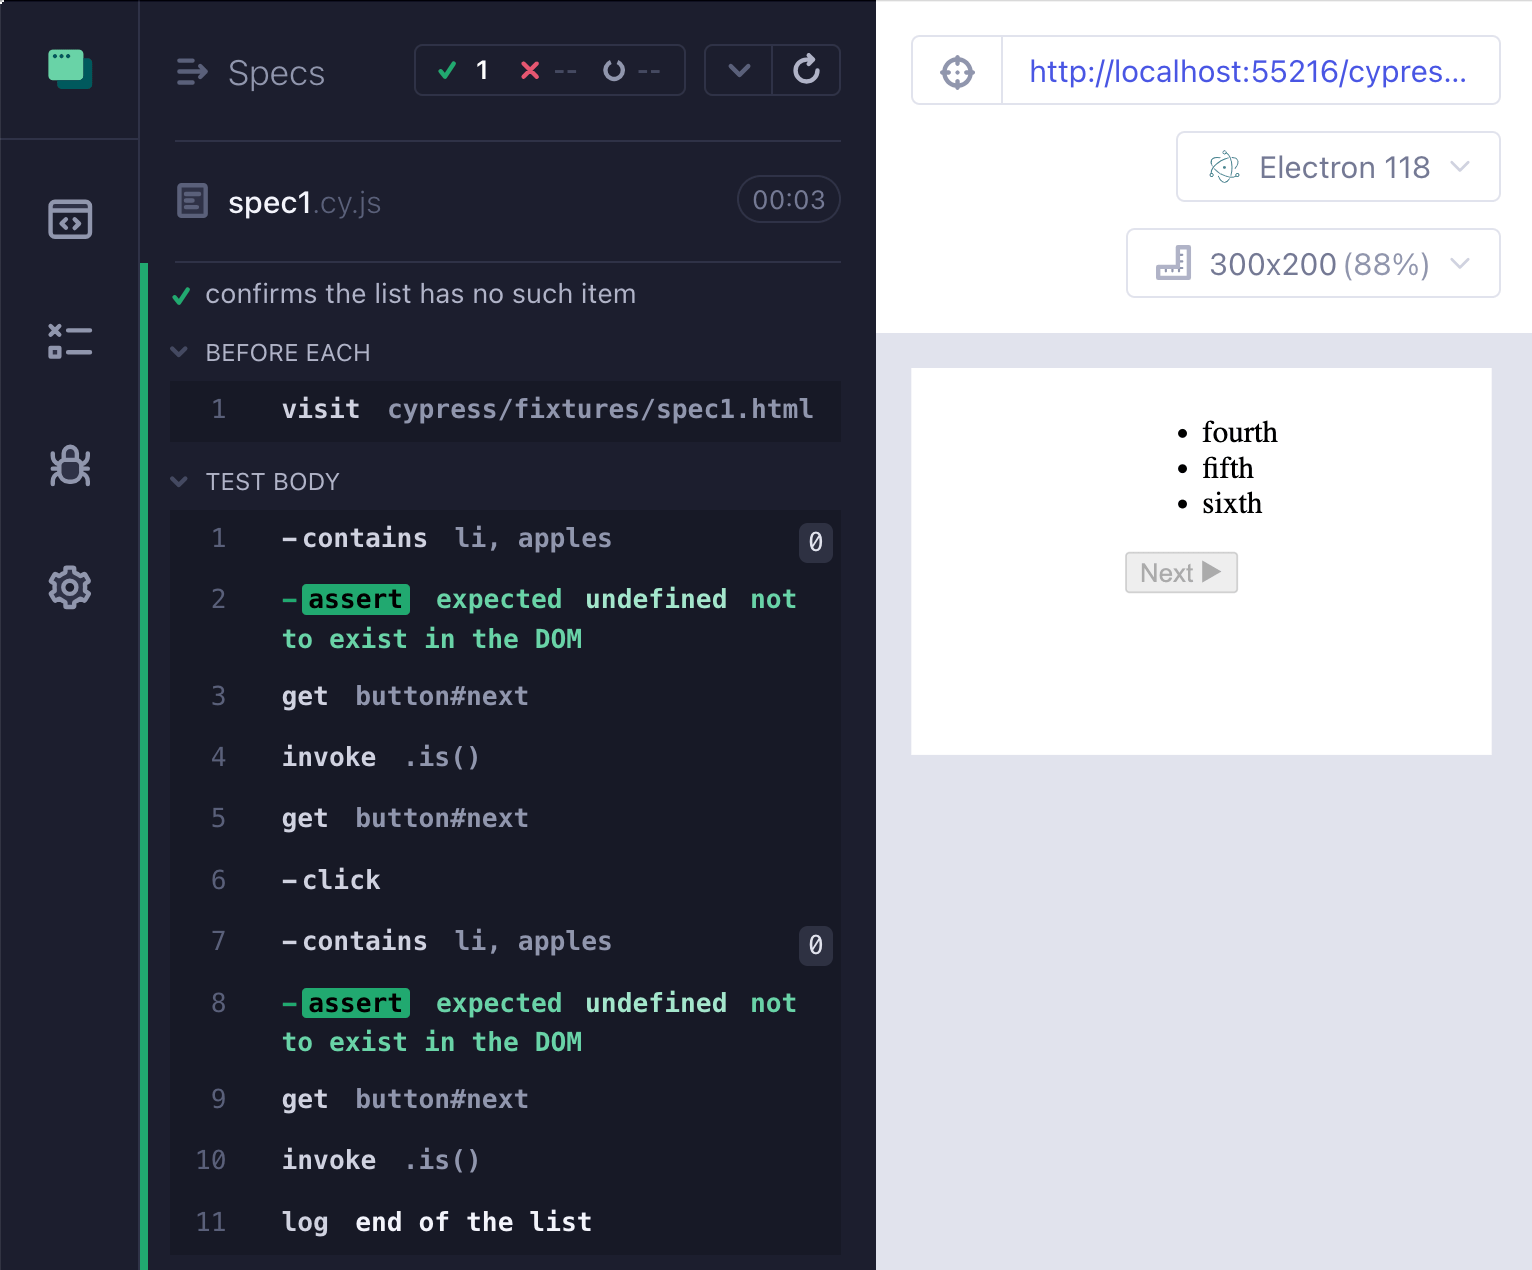 Specs
1 -- --
spec1.cy.js 00:03
confirms the list has no such item
BEFORE EACH
1 visit cypress/fixtures/spec1.html
TEST BODY
1 -contains li, apples 0
2 -assert expected undefined not
to exist in the DOM
3 get button#next
4 invoke .is()
5 get button#next
6 -click
7 -contains li, apples 0
8 -assert expected undefined not
to exist in the DOM
9 get button#next
10 invoke .is()
11 log end of the list
http://localhost:55216/cypres...
Electron 118
300x200 (88%)
• fourth
• fifth
• sixth
Next ▶